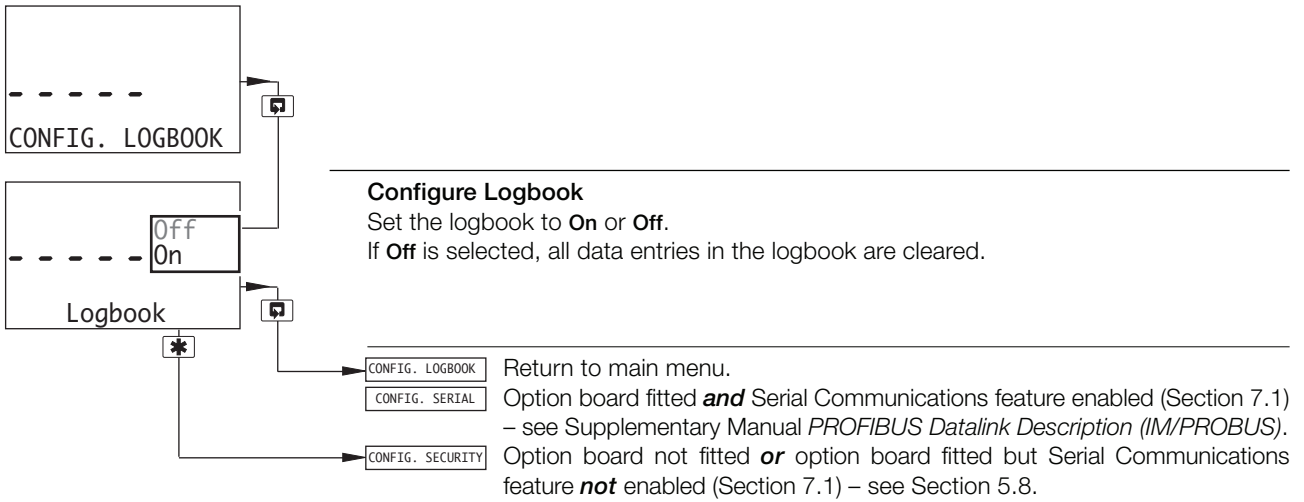 - - - - -
CONFIG. LOGBOOK
Configure Logbook
Set the logbook to On or Off.
If Off is selected, all data entries in the logbook are cleared.
Off
- - - - - On
Logbook
CONFIG. LOGBOOK Return to main menu.
CONFIG. SERIAL Option board fitted and Serial Communications feature enabled (Section 7.1)
– see Supplementary Manual PROFIBUS Datalink Description (IM/PROBUS).
CONFIG. SECURITY Option board not fitted or option board fitted but Serial Communications
feature not enabled (Section 7.1) – see Section 5.8.